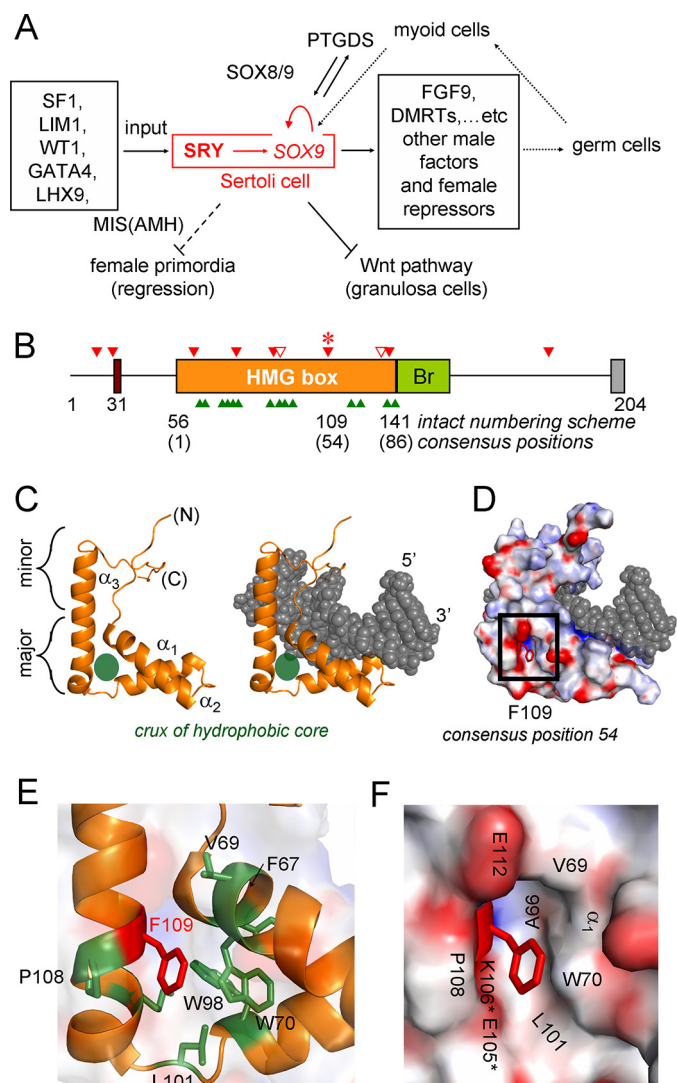 A
PTGDS
myoid cells
SOX8/9
SF1,
LIM1,
WT1,
GATA4,
LHX9,
input
SRY
SOX9
Sertoli cell
FGF9,
DMRTs,...etc
other male
factors
and female
repressors
germ cells
MIS(AMH)
female primordia
(regression)
Wnt pathway
(granulosa cells)
B
*
HMG box
Br
1
31
204
56
109
141
intact numbering scheme
(1)
(54)
(86)
consensus positions
C
(N)
minor
α3
(C)
major
α1
α2
5'
3'
crux of hydrophobic core
D
F109
consensus position 54
E
V69
F67
F109
P108
W98
W70
L101
F
E112
V69
A66
α1
P108
K106*
E105*
W70
L101